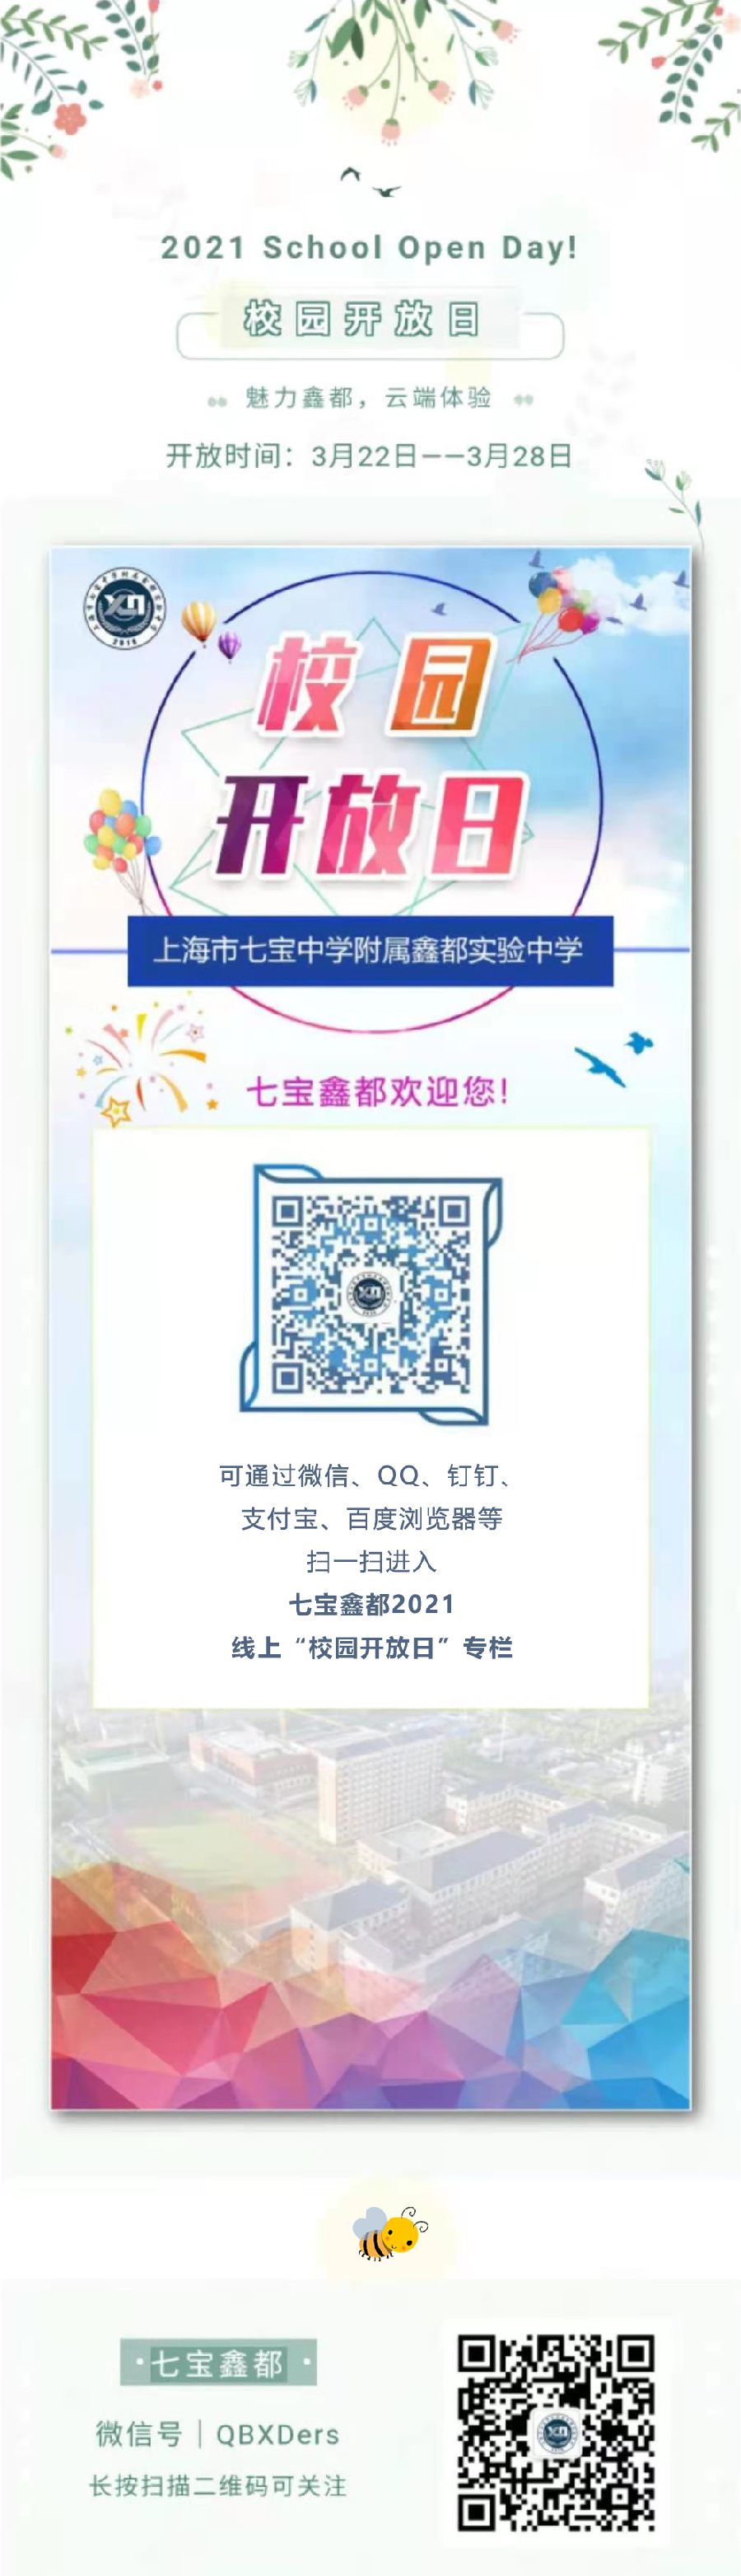 2021 School Open Day!
校园开放日
魅力鑫都，云端体验
开放时间：3月22日——3月28日
校园
开放日
上海市七宝中学附属鑫都实验中学
七宝鑫都欢迎您！
可通过微信、QQ、钉钉、
支付宝、百度浏览器等
扫一扫进入
七宝鑫都2021
线上“校园开放日”专栏
·七宝鑫都·
微信号｜QBXDers
长按扫描二维码可关注